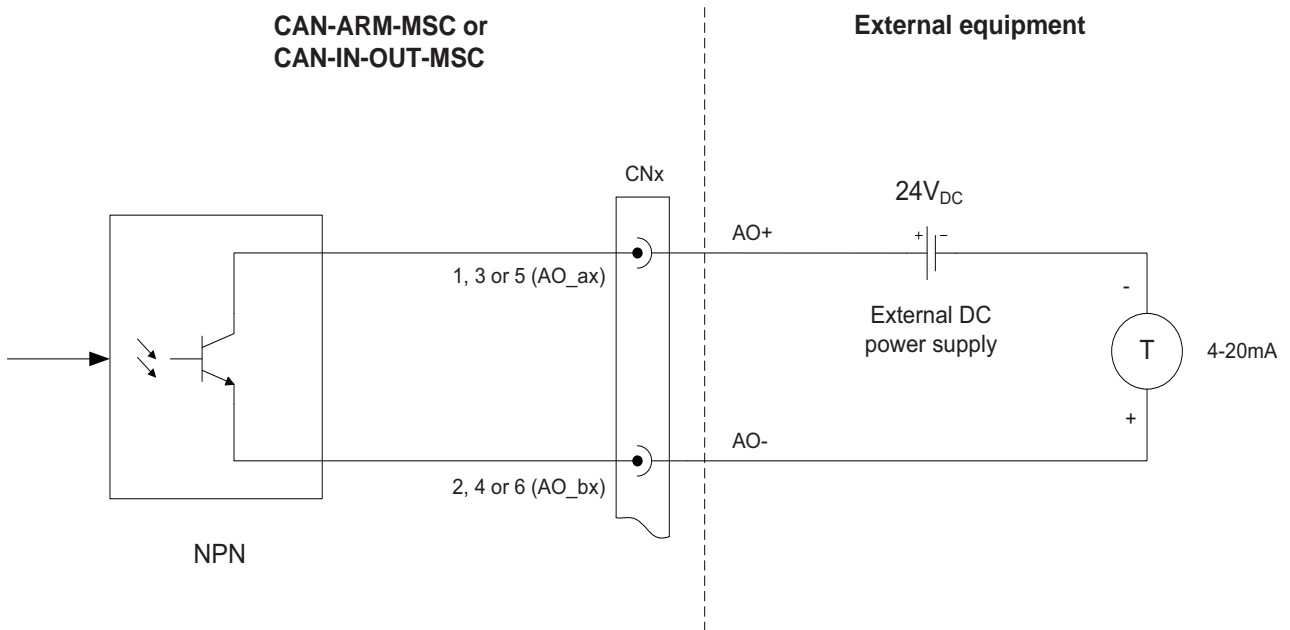 CAN-ARM-MSC or
CAN-IN-OUT-MSC
External equipment
CNx
24VDC
AO+
+ –
1, 3 or 5 (AO_ax)
External DC
power supply
-
T
4-20mA
+
AO-
2, 4 or 6 (AO_bx)
NPN